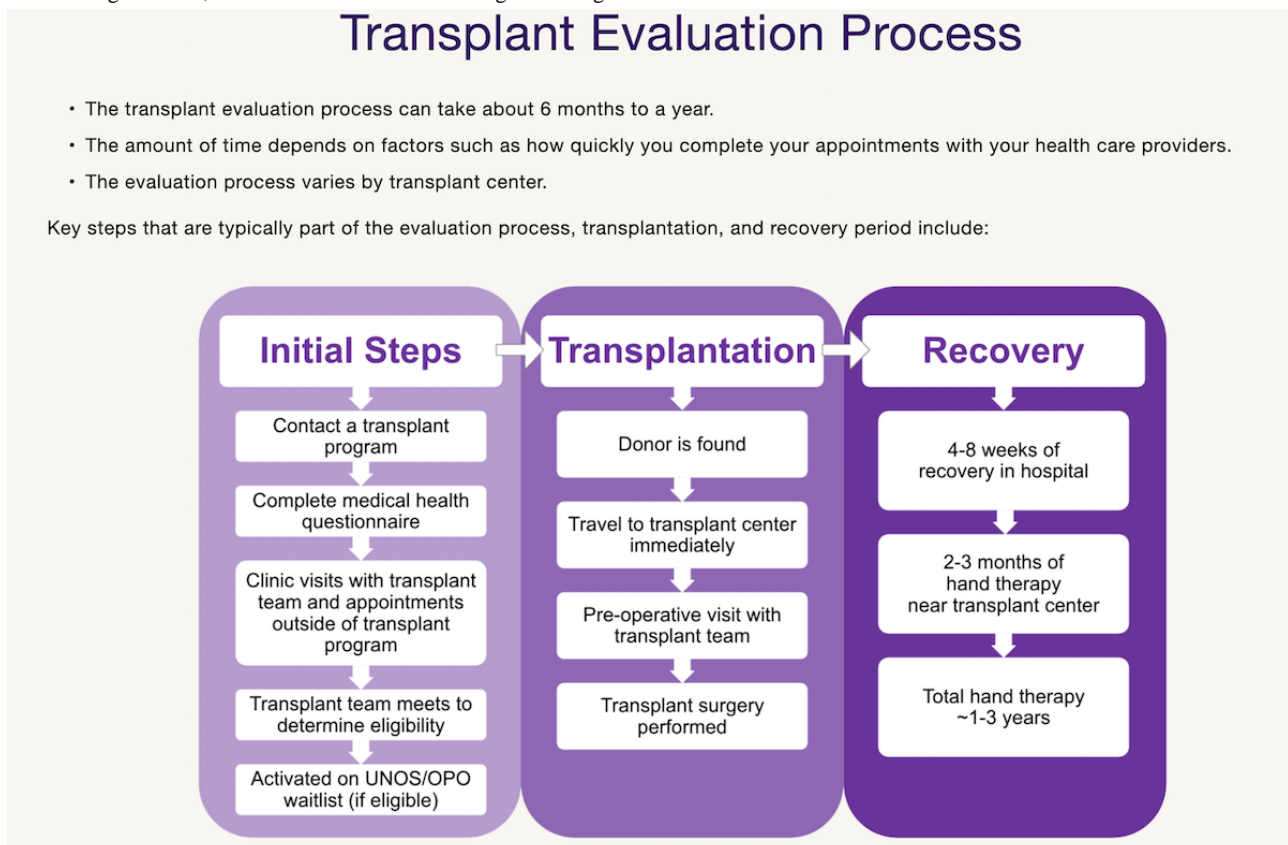 Transplant Evaluation Process
• The transplant evaluation process can take about 6 months to a year.
• The amount of time depends on factors such as how quickly you complete your appointments with your health care providers.
• The evaluation process varies by transplant center.
Key steps that are typically part of the evaluation process, transplantation, and recovery period include:
Initial Steps
Contact a transplant
program
Complete medical health
questionnaire
Clinic visits with transplant
team and appointments
outside of transplant
program
Transplant team meets to
determine eligibility
Activated on UNOS/OPO
waitlist (if eligible)
Transplantation
Donor is found
Travel to transplant center
immediately
Pre-operative visit with
transplant team
Transplant surgery
performed
Recovery
4-8 weeks of
recovery in hospital
2-3 months of
hand therapy
near transplant center
Total hand therapy
~1-3 years